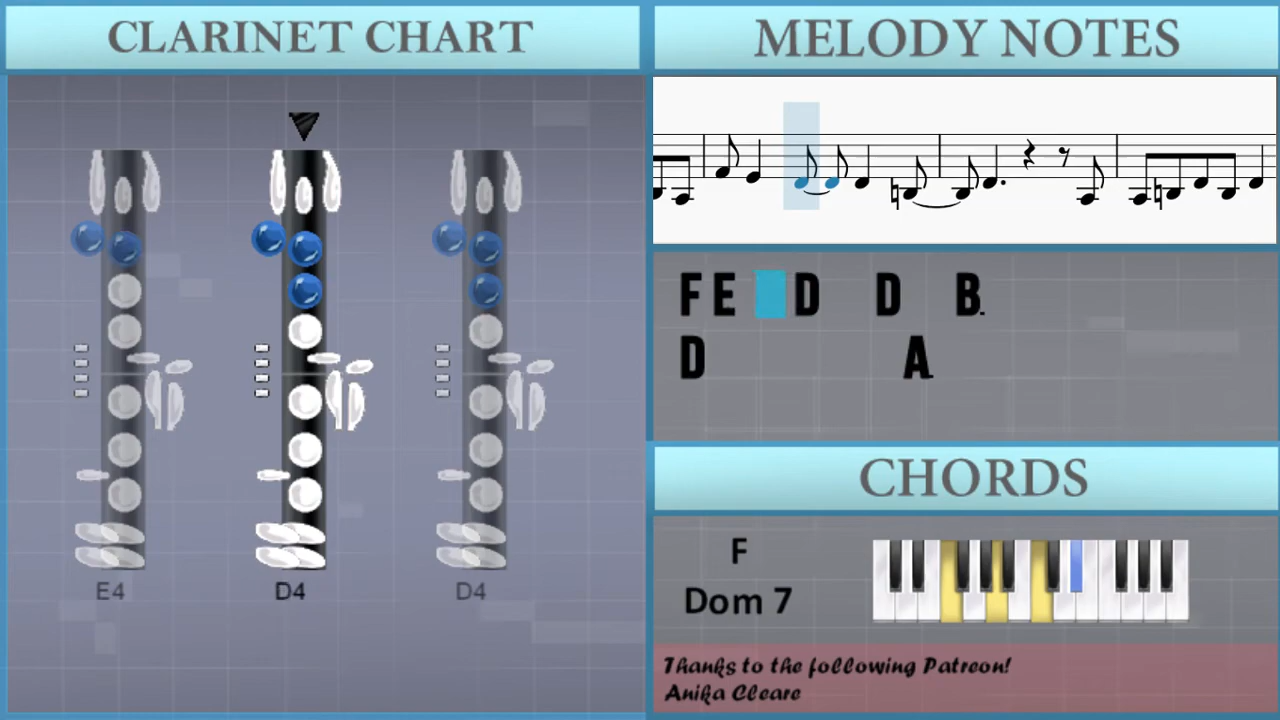 CLARINET CHART
E4 D4 D4
MELODY NOTES
F E D D B.
D A.
CHORDS
F
Dom 7
Thanks to the following Patreon!
Anika Cleare